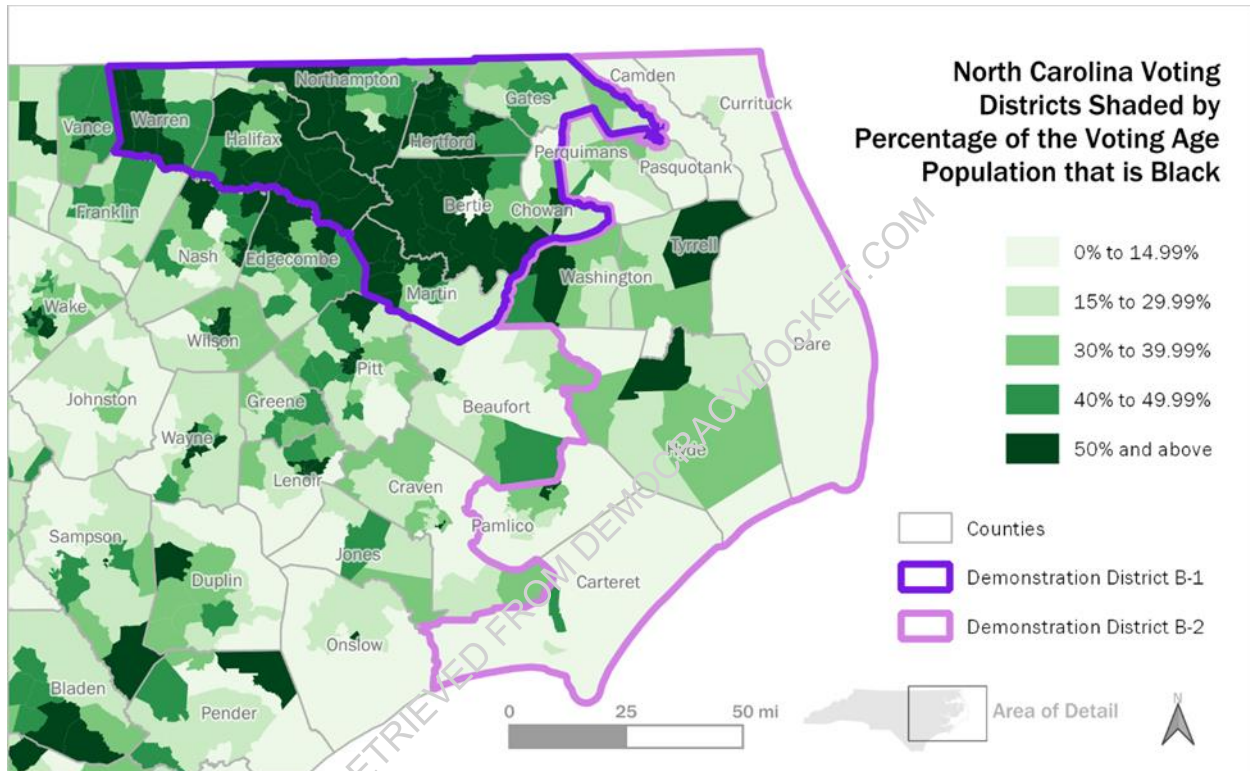 North Carolina Voting
Districts Shaded by
Percentage of the Voting Age
Population that is Black
0% to 14.99%
15% to 29.99%
30% to 39.99%
40% to 49.99%
50% and above
Counties
Demonstration District B-1
Demonstration District B-2
Area of Detail
N
0 25 50 mi
Northampton
Camden
Currituck
Gates
Vance
Warren
Halifax
Hertford
Perquimans
Pasquotank
Franklin
Bertie
Chowan
Nash
Edgecombe
Tyrrell
Washington
Martin
Wake
Wilson
Dare
Pitt
Johnston
Greene
Beaufort
Wayne
Hyde
Lenoir
Craven
Pamlico
Sampson
Jones
Duplin
Carteret
Onslow
Bladen
Pender
ETRIEVED FROM DEMOCRACYDOCKET.COM